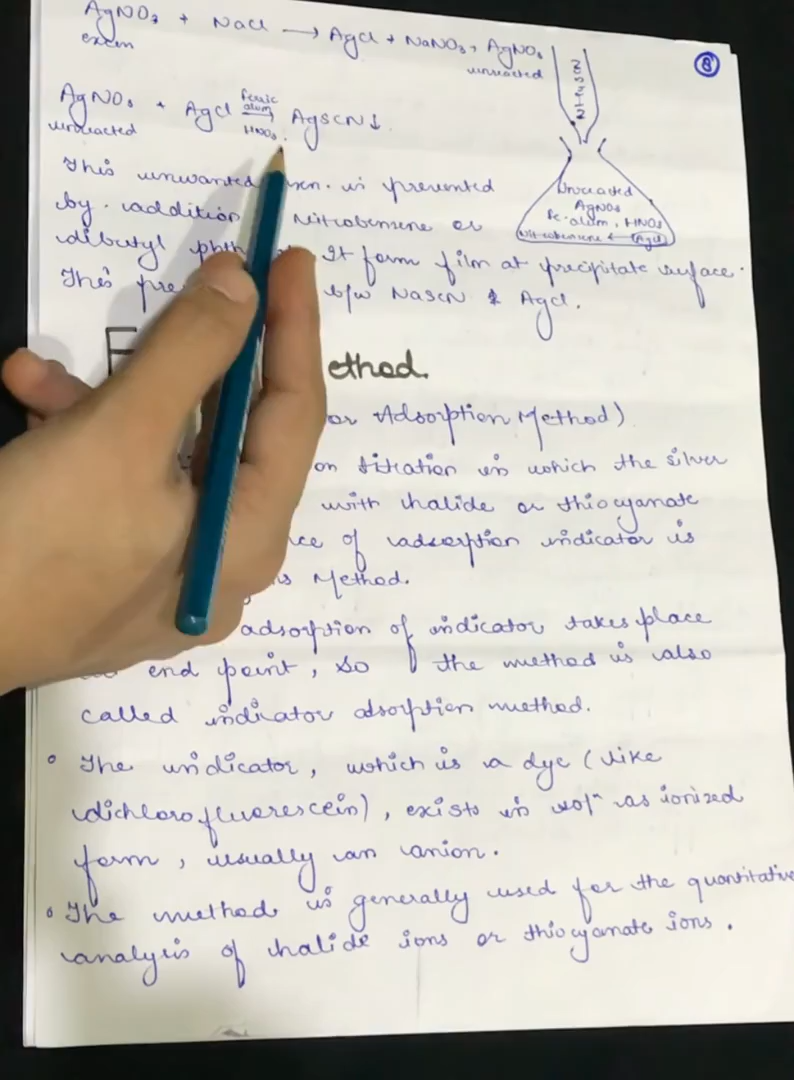 AgNO₃ + NaCl → AgCl + NaNO₃ + AgNO₃
excess unreacted
⑧
NaSCN
AgNO₃ + AgCl ferric alum HNO₃ AgSCN↓
unreacted
Unreacted
AgNO₃
Fe-alum, HNO₃
Nitrobenzene ← AgCl
This unwanted rxn. is prevented
by addition Nitrobenzene or
dibutyl phth It form film at precipitate surface.
This pre b/w NaSCN & AgCl.
F ethod.
or Adsorption Method)
on titration in which the silver
with halide or thiocyanate
ce of adsorption indicator is
s Method.
adsorption of indicator takes place
end point, so the method is also
called indicator adsorption method.
The indicator, which is a dye (like
dichlorofluorescein), exists in solⁿ as ionized
form, usually an anion.
The method is generally used for the quantitative
analysis of halide ions or thiocyanate ions.